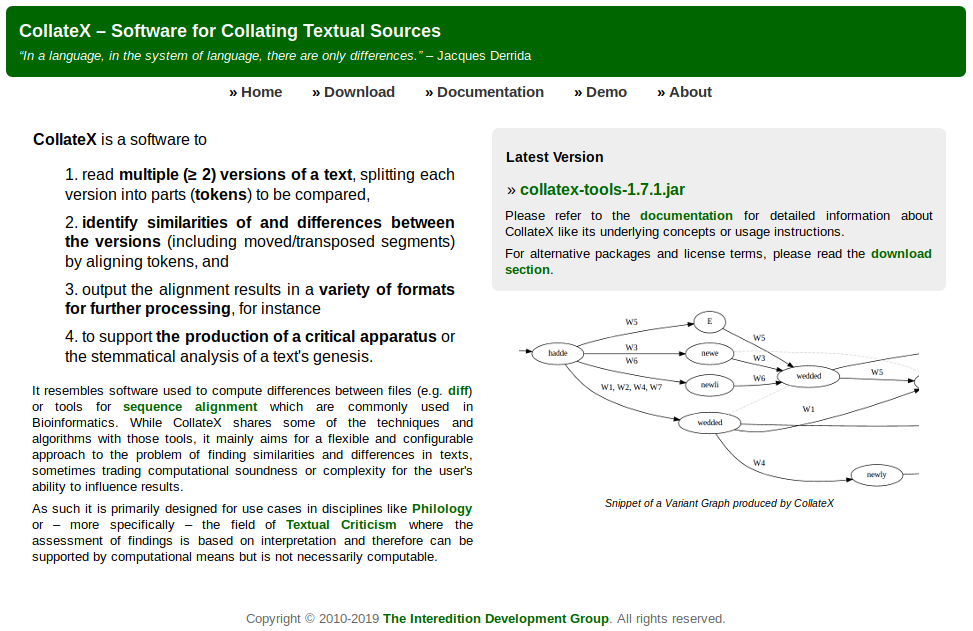 CollateX – Software for Collating Textual Sources
“In a language, in the system of language, there are only differences.” – Jacques Derrida
» Home » Download » Documentation » Demo » About
CollateX is a software to
1. read multiple (≥ 2) versions of a text, splitting each
version into parts (tokens) to be compared,
2. identify similarities of and differences between
the versions (including moved/transposed segments)
by aligning tokens, and
3. output the alignment results in a variety of formats
for further processing, for instance
4. to support the production of a critical apparatus or
the stemmatical analysis of a text's genesis.
It resembles software used to compute differences between files (e.g. diff)
or tools for sequence alignment which are commonly used in
Bioinformatics. While CollateX shares some of the techniques and
algorithms with those tools, it mainly aims for a flexible and configurable
approach to the problem of finding similarities and differences in texts,
sometimes trading computational soundness or complexity for the user's
ability to influence results.
As such it is primarily designed for use cases in disciplines like Philology
or – more specifically – the field of Textual Criticism where the
assessment of findings is based on interpretation and therefore can be
supported by computational means but is not necessarily computable.
Latest Version
» collatex-tools-1.7.1.jar
Please refer to the documentation for detailed information about
CollateX like its underlying concepts or usage instructions.
For alternative packages and license terms, please read the download
section.
W5
E
W5
hadde
W3
newe
W3
W6
wedded
W5
newli
W6
W1, W2, W4, W7
W1
wedded
W4
newly
Snippet of a Variant Graph produced by CollateX
Copyright © 2010-2019 The Interedition Development Group. All rights reserved.